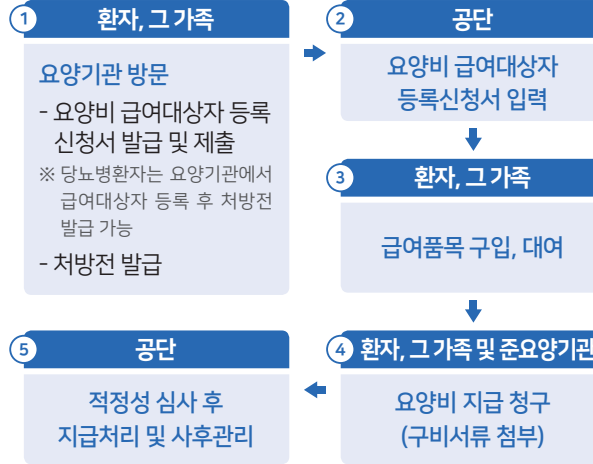 1 환자, 그 가족
요양기관 방문
- 요양비 급여대상자 등록
신청서 발급 및 제출
※ 당뇨병환자는 요양기관에서
급여대상자 등록 후 처방전
발급 가능
- 처방전 발급
2 공단
요양비 급여대상자
등록신청서 입력
3 환자, 그 가족
급여품목 구입, 대여
4 환자, 그 가족 및 준요양기관
요양비 지급 청구
(구비서류 첨부)
5 공단
적정성 심사 후
지급처리 및 사후관리